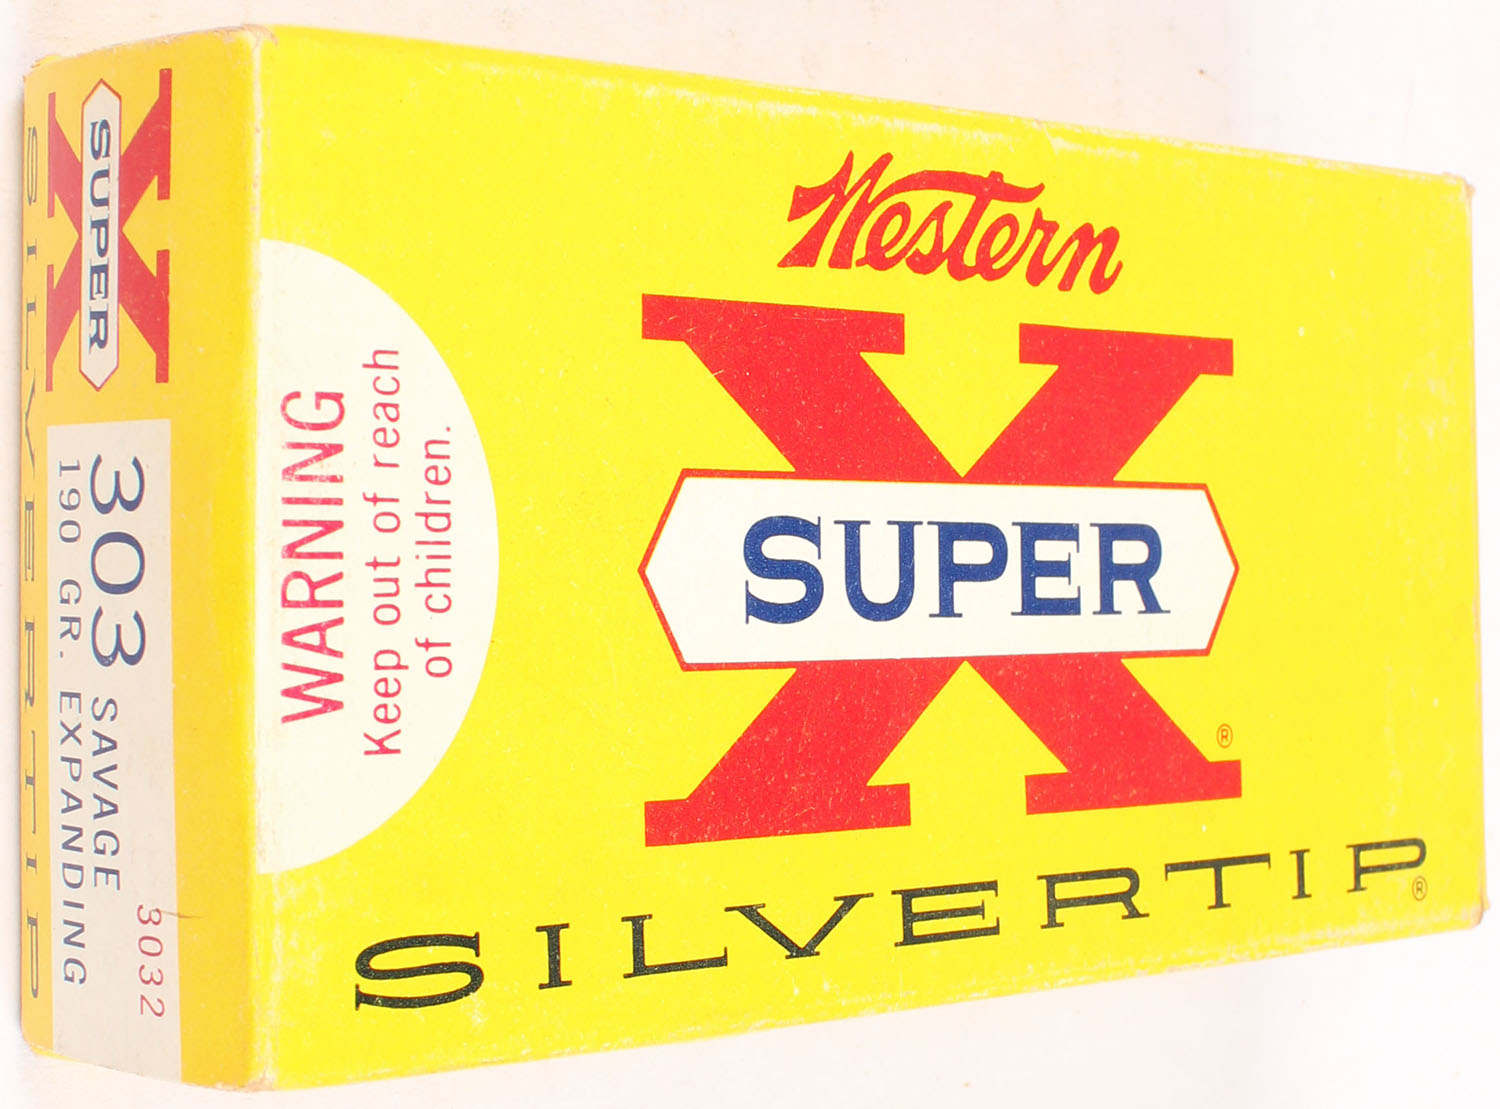 Western
X
SUPER
®
SILVERTIP®
WARNING
Keep out of reach
of children.
X
SUPER
303 SAVAGE
190 GR. EXPANDING
3032
SILVERTIP